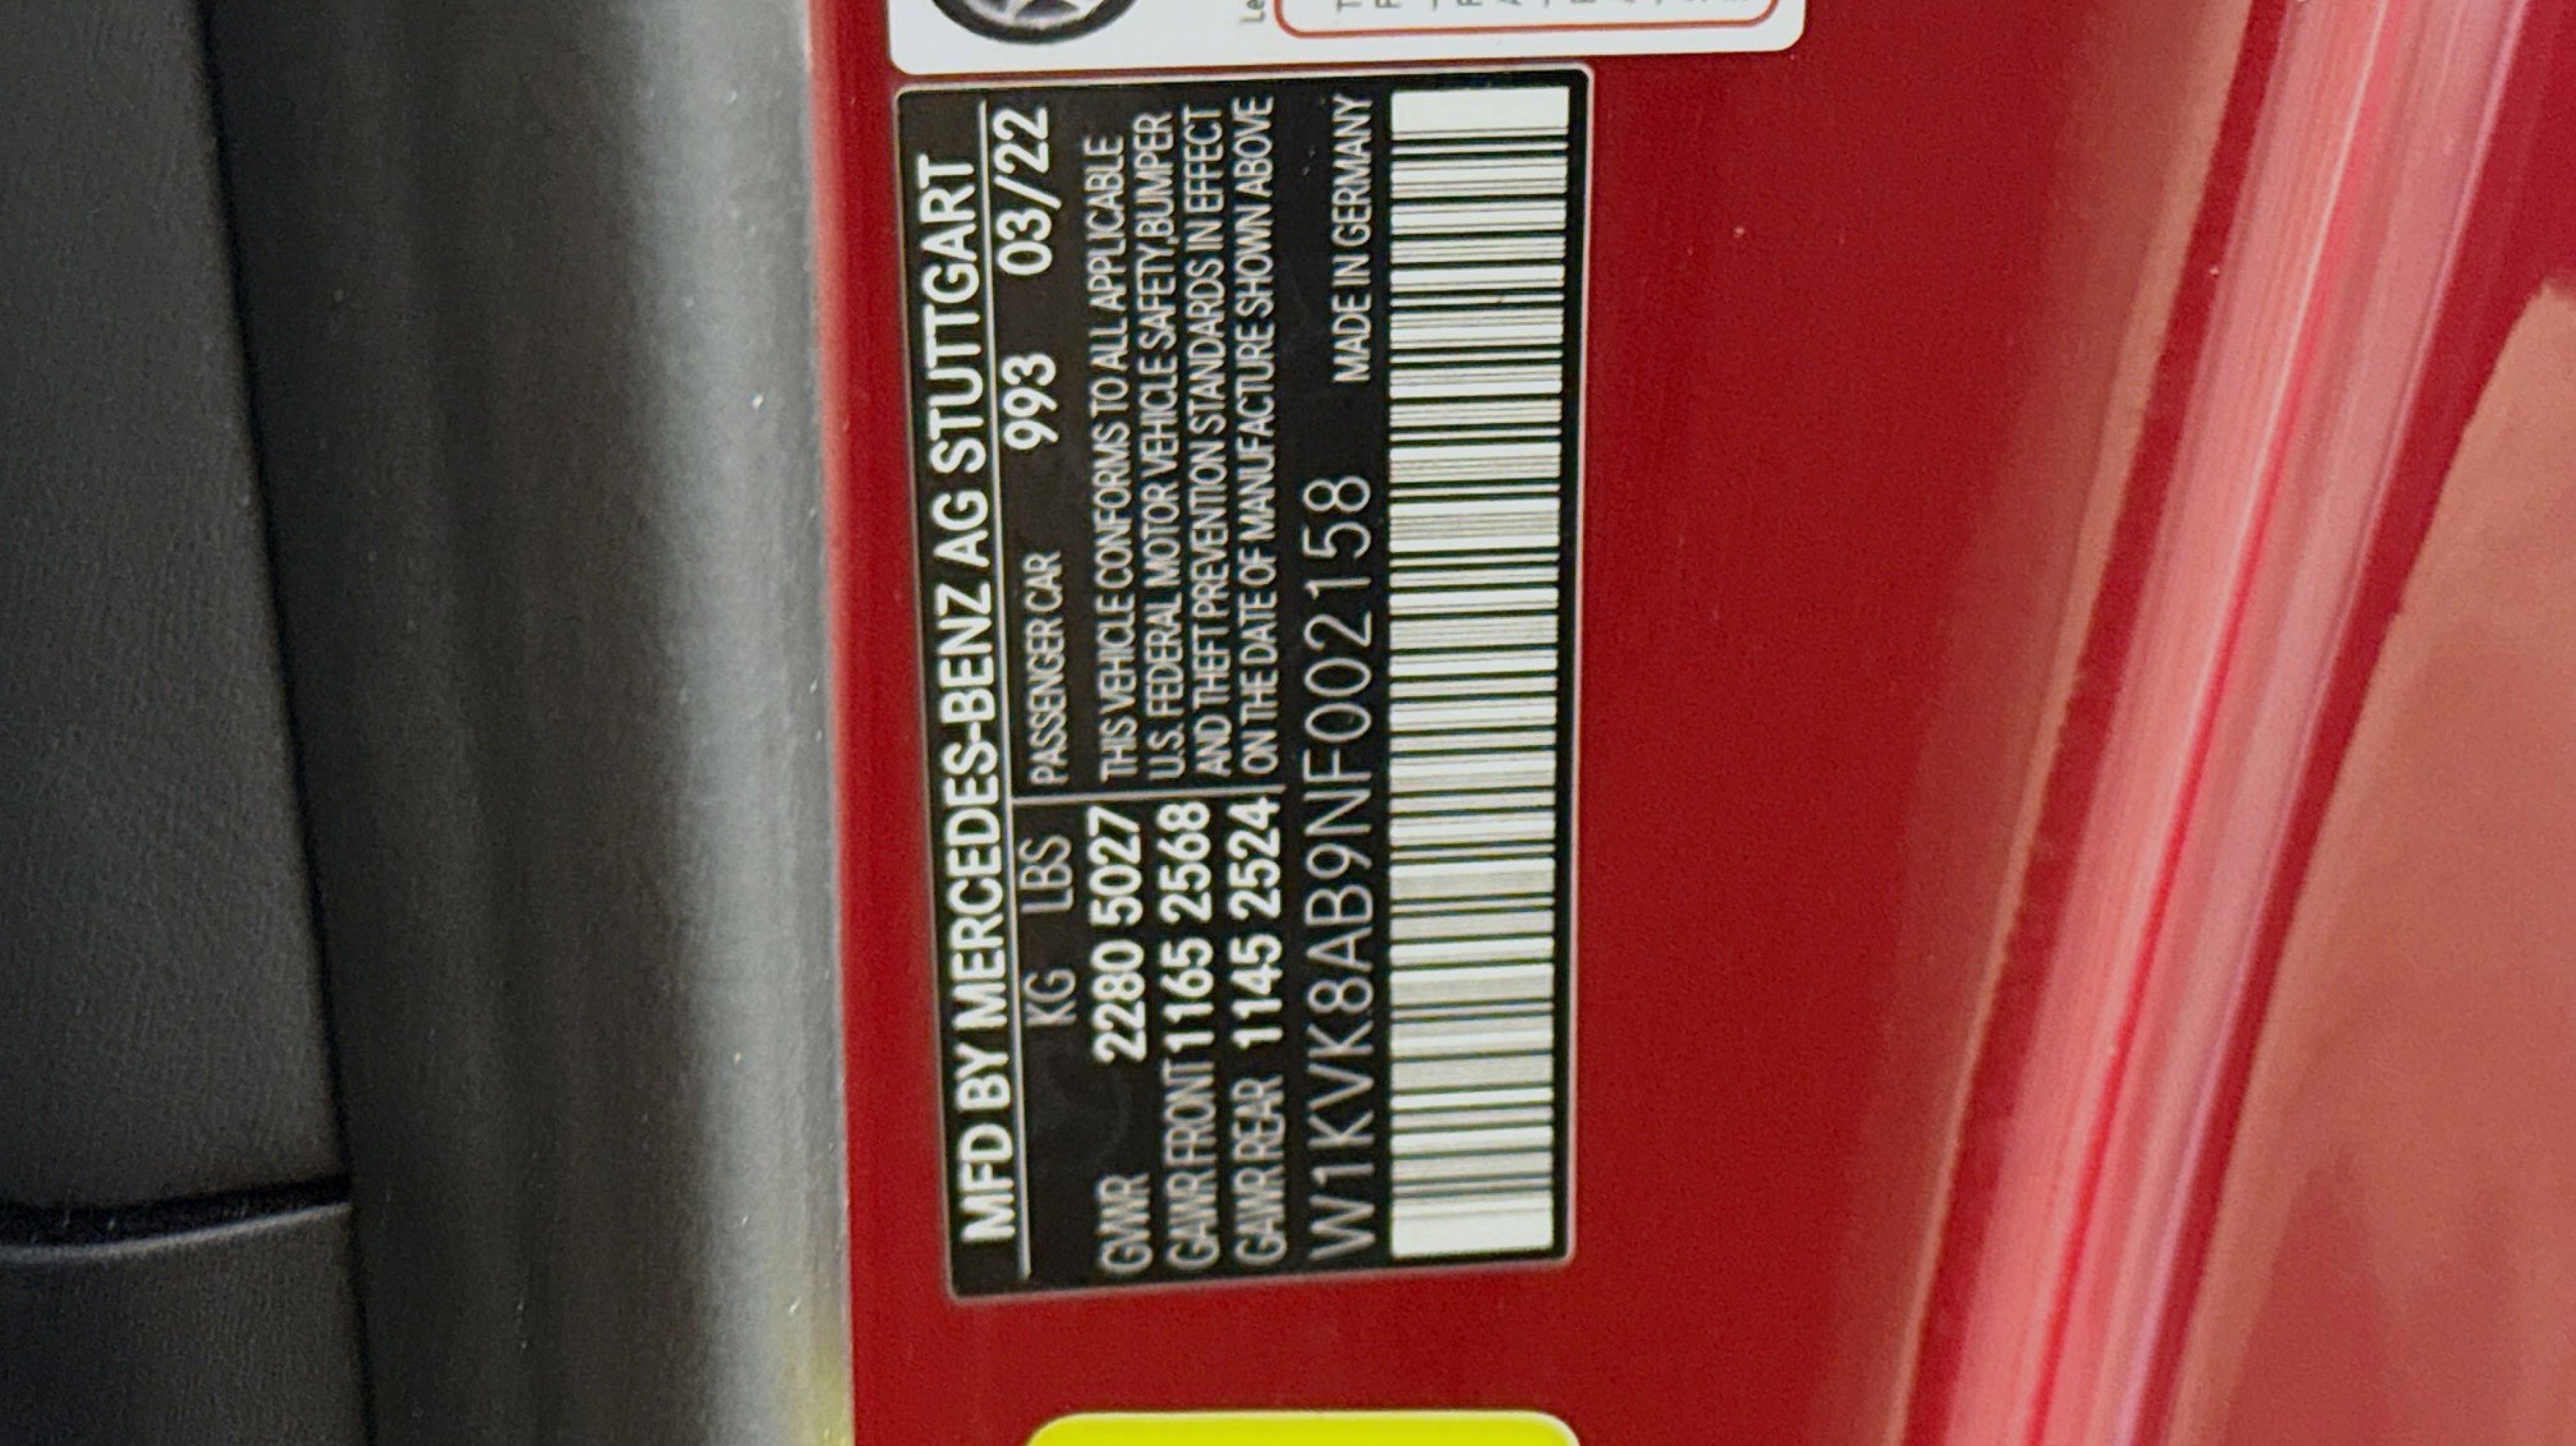 MFD BY MERCEDES-BENZ AG STUTTGART
KG LBS PASSENGER CAR 993 03/22
GVWR 2280 5027 THIS VEHICLE CONFORMS TO ALL APPLICABLE
GAWR FRONT 1165 2568 U.S. FEDERAL MOTOR VEHICLE SAFETY,BUMPER
AND THEFT PREVENTION STANDARDS IN EFFECT
GAWR REAR 1145 2524 ON THE DATE OF MANUFACTURE SHOWN ABOVE
W1KVK8AB9NF002158 MADE IN GERMANY